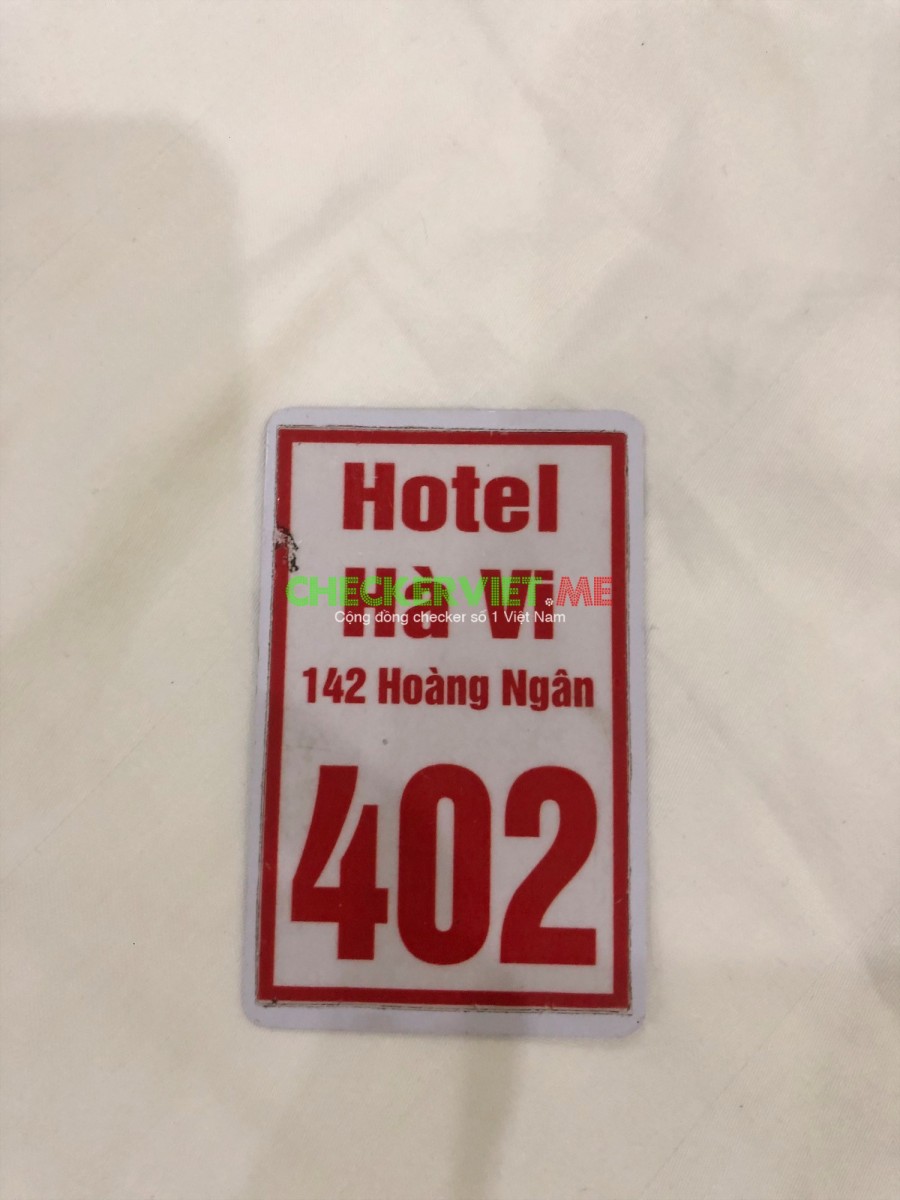 Hotel
Hà Vi
CHECKERVIET.ME
Cộng đồng checker số 1 Việt Nam
142 Hoàng Ngân
402